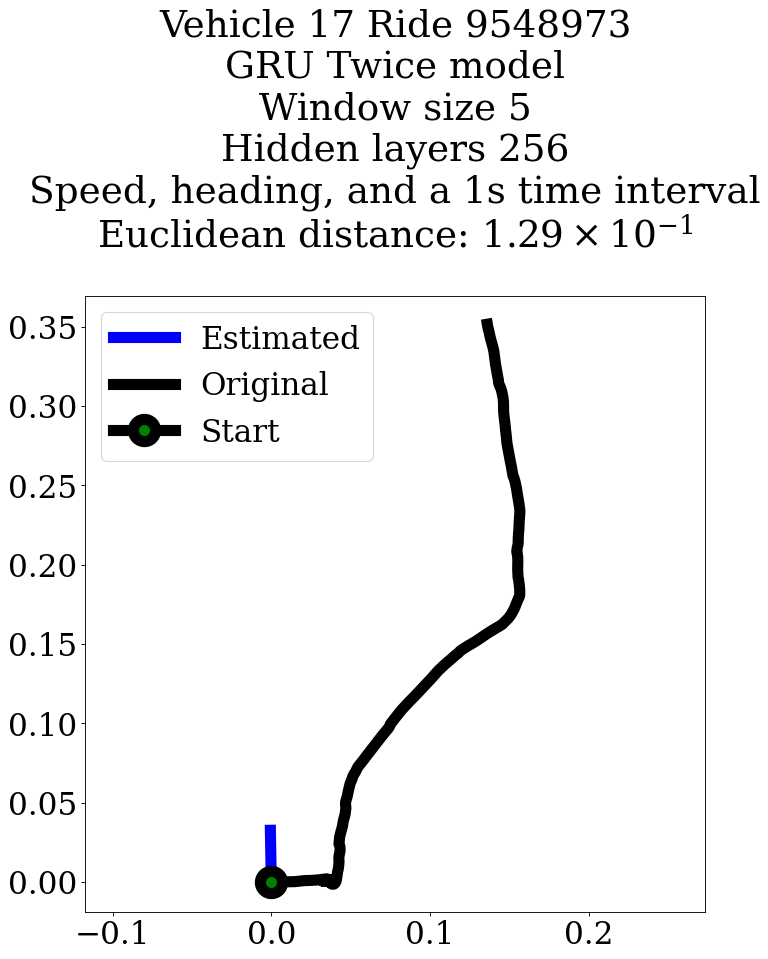 Vehicle 17 Ride 9548973
GRU Twice model
Window size 5
Hidden layers 256
Speed, heading, and a 1s time interval
Euclidean distance: 1.29 × 10⁻¹
Estimated
Original
Start
0.35
0.30
0.25
0.20
0.15
0.10
0.05
0.00
−0.1 0.0 0.1 0.2